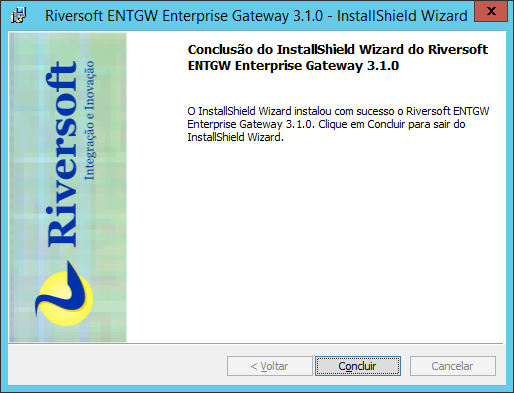 Riversoft ENTGW Enterprise Gateway 3.1.0 - InstallShield Wizard
Riversoft
Integração e Inovação
Conclusão do InstallShield Wizard do Riversoft
ENTGW Enterprise Gateway 3.1.0
O InstallShield Wizard instalou com sucesso o Riversoft ENTGW
Enterprise Gateway 3.1.0. Clique em Concluir para sair do
InstallShield Wizard.
< Voltar
Concluir
Cancelar